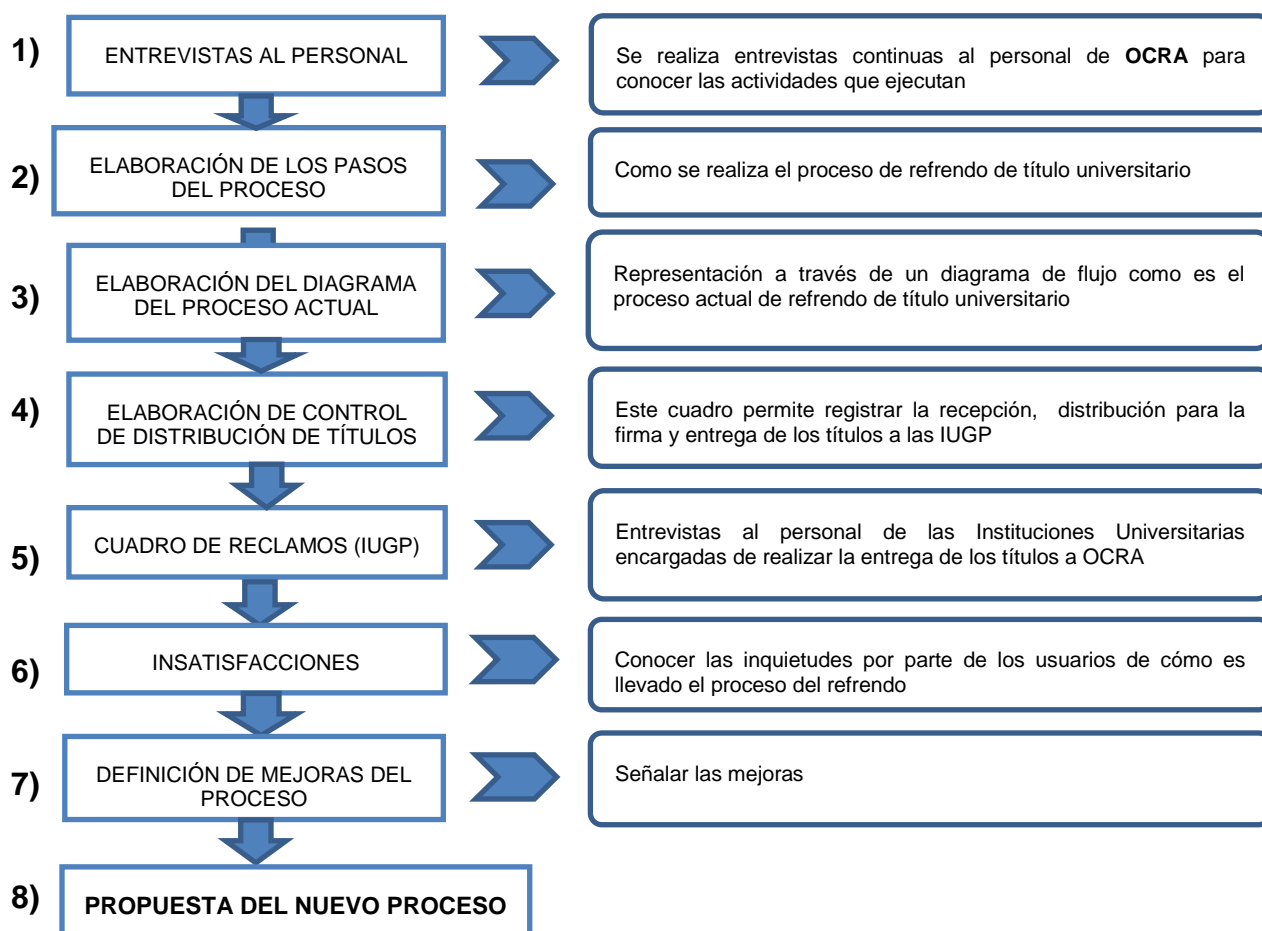 1)
ENTREVISTAS AL PERSONAL
Se realiza entrevistas continuas al personal de OCRA para
conocer las actividades que ejecutan
2)
ELABORACIÓN DE LOS PASOS
DEL PROCESO
Como se realiza el proceso de refrendo de título universitario
3)
ELABORACIÓN DEL DIAGRAMA
DEL PROCESO ACTUAL
Representación a través de un diagrama de flujo como es el
proceso actual de refrendo de título universitario
4)
ELABORACIÓN DE CONTROL
DE DISTRIBUCIÓN DE TÍTULOS
Este cuadro permite registrar la recepción, distribución para la
firma y entrega de los títulos a las IUGP
5)
CUADRO DE RECLAMOS (IUGP)
Entrevistas al personal de las Instituciones Universitarias
encargadas de realizar la entrega de los títulos a OCRA
6)
INSATISFACCIONES
Conocer las inquietudes por parte de los usuarios de cómo es
llevado el proceso del refrendo
7)
DEFINICIÓN DE MEJORAS DEL
PROCESO
Señalar las mejoras
8)
PROPUESTA DEL NUEVO PROCESO